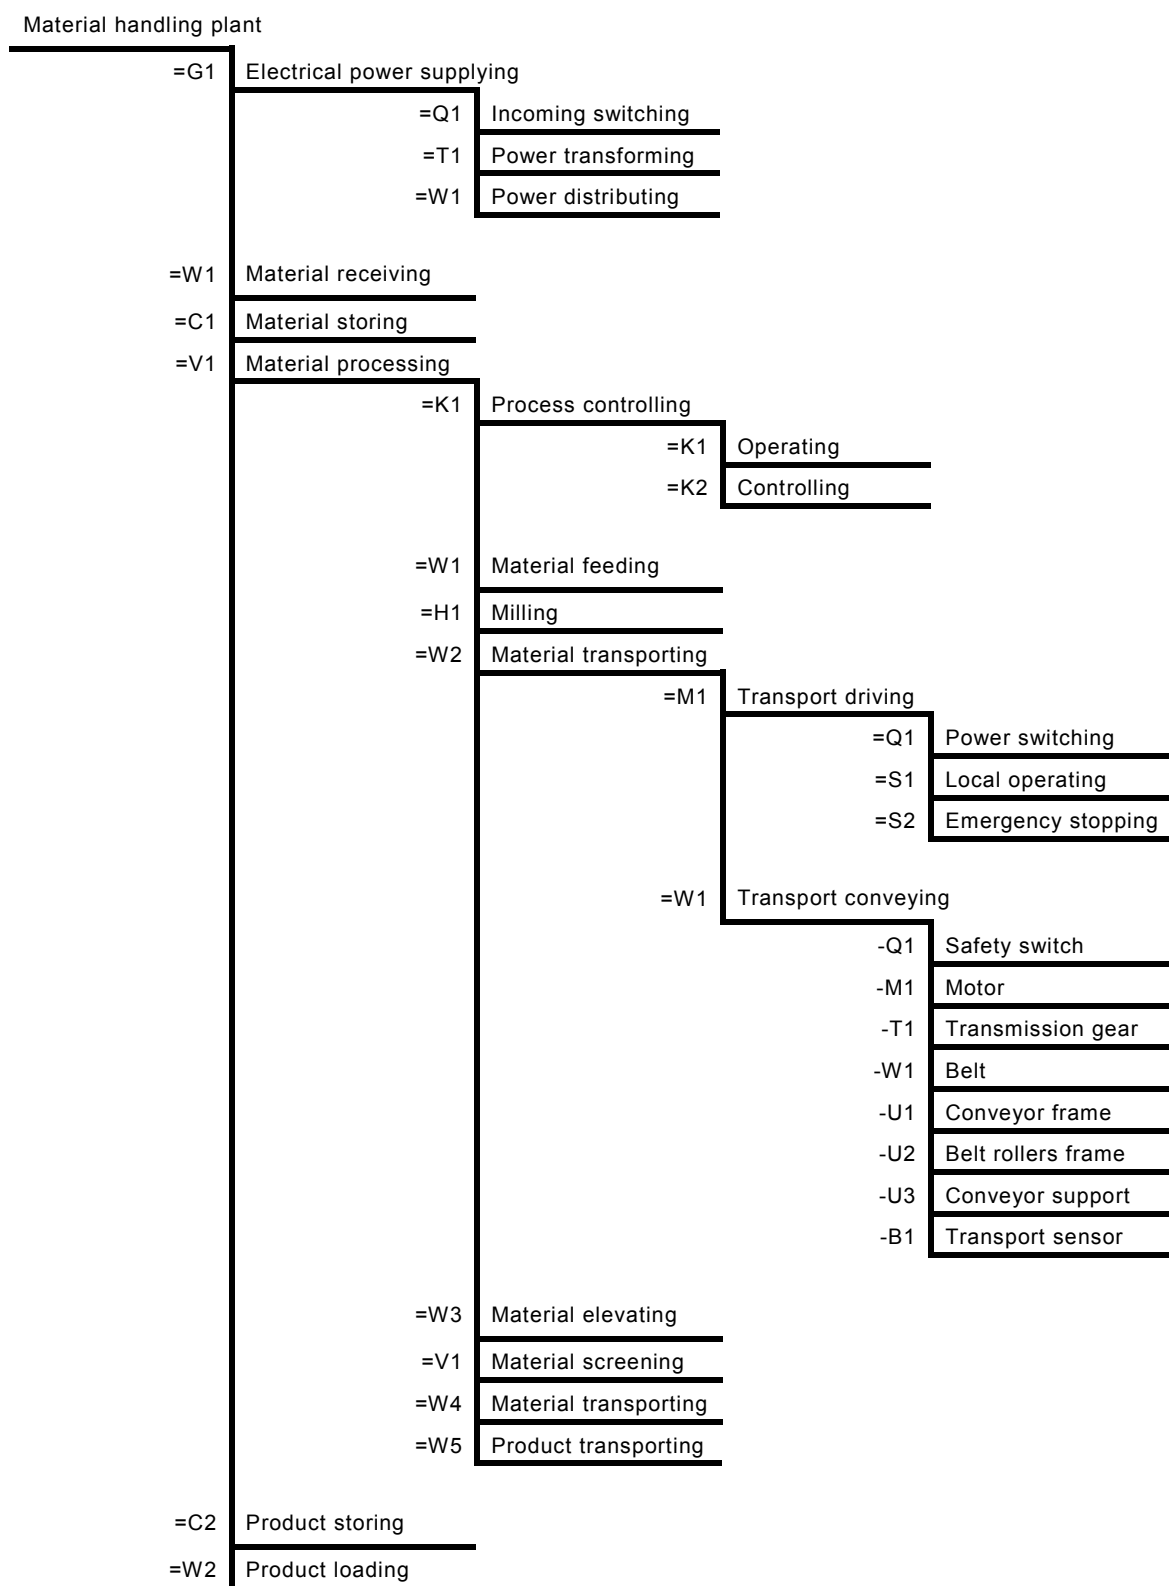 Material handling plant
=G1 Electrical power supplying
=Q1 Incoming switching
=T1 Power transforming
=W1 Power distributing
=W1 Material receiving
=C1 Material storing
=V1 Material processing
=K1 Process controlling
=K1 Operating
=K2 Controlling
=W1 Material feeding
=H1 Milling
=W2 Material transporting
=M1 Transport driving
=Q1 Power switching
=S1 Local operating
=S2 Emergency stopping
=W1 Transport conveying
-Q1 Safety switch
-M1 Motor
-T1 Transmission gear
-W1 Belt
-U1 Conveyor frame
-U2 Belt rollers frame
-U3 Conveyor support
-B1 Transport sensor
=W3 Material elevating
=V1 Material screening
=W4 Material transporting
=W5 Product transporting
=C2 Product storing
=W2 Product loading